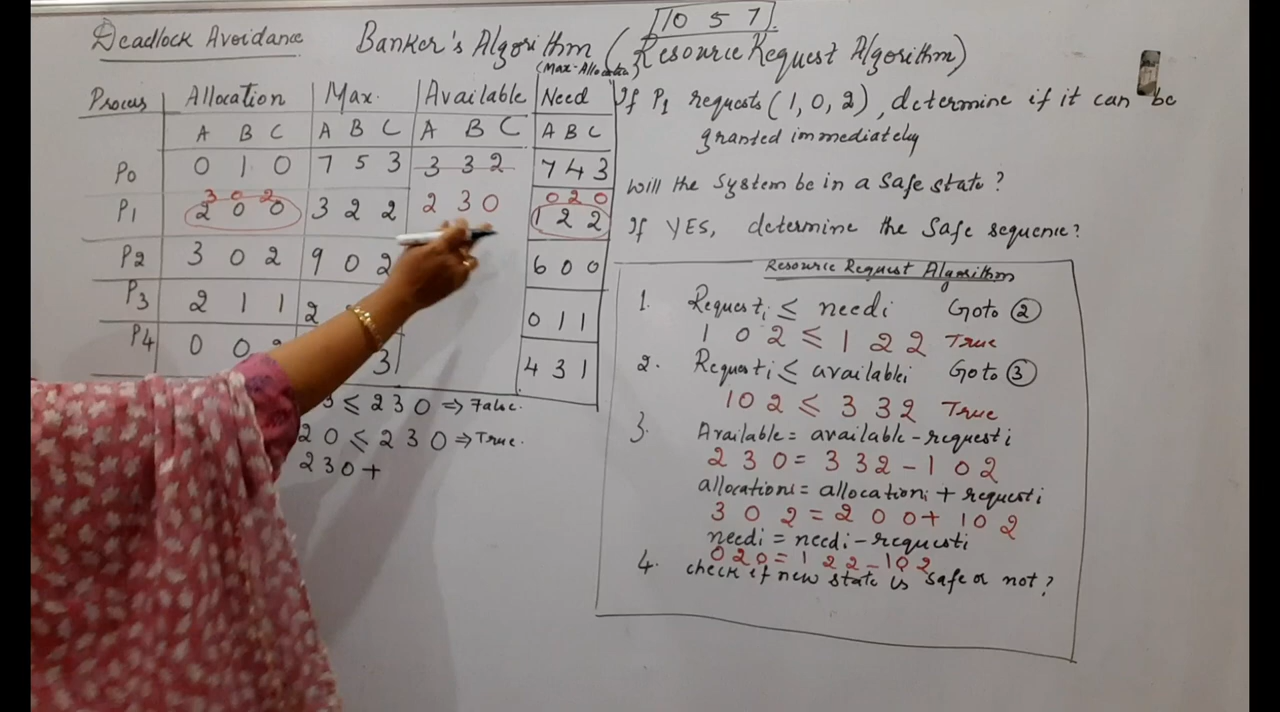 10 5 7
Deadlock Avoidance Banker's Algorithm (Resource Request Algorithm)
(Max-Allocation)
Process Allocation Max. Available Need
A B C A B C A B C A B C
P0 0 1 0 7 5 3 3 3 2 7 4 3
3 0 2 2 3 0 0 2 0
P1 2 0 0 3 2 2 1 2 2
P2 3 0 2 9 0 2 6 0 0
P3 2 1 1 2 0 1 1
P4 0 0 3 4 3 1
3 ≤ 2 3 0 ⇒ False.
2 0 ≤ 2 3 0 ⇒ True.
2 3 0 +
If P1 requests (1, 0, 2), determine if it can be
granted immediately
Will the System be in a Safe state?
If YES, determine the Safe sequence?
Resource Request Algorithm
1. Requesti ≤ needi Goto ②
1 0 2 ≤ 1 2 2 True
2. Requesti ≤ availablei Goto ③
1 0 2 ≤ 3 3 2 True
3. Available = available - requesti
2 3 0 = 3 3 2 - 1 0 2
allocationi = allocationi + requesti
3 0 2 = 2 0 0 + 1 0 2
needi = needi - requesti
0 2 0 = 1 2 2 - 1 0 2
4. check if new state is safe or not?